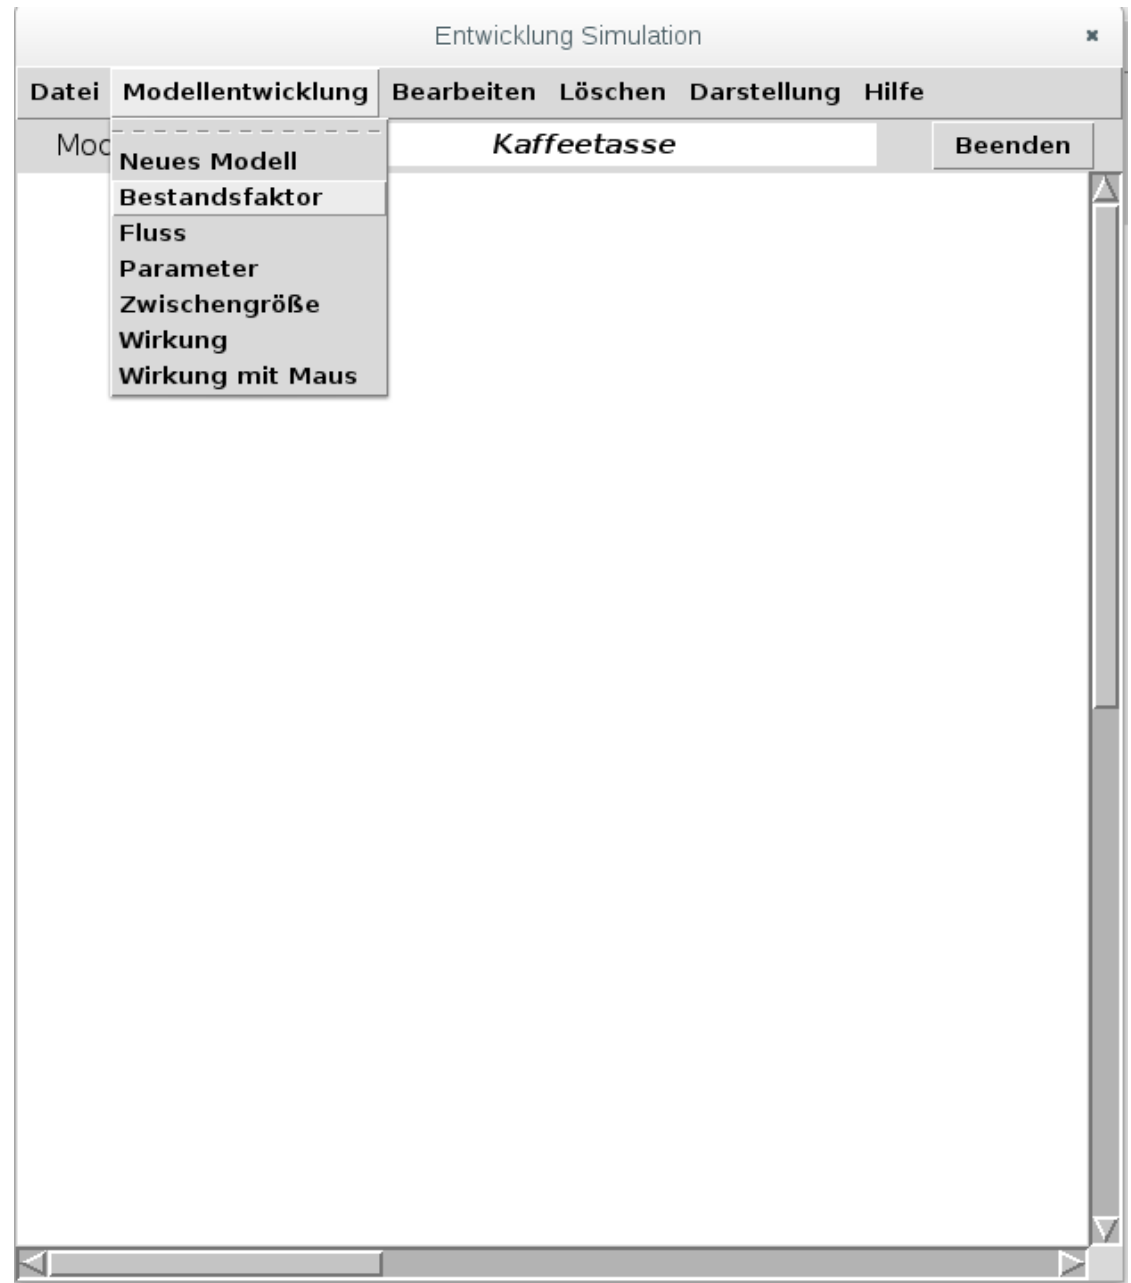 Entwicklung Simulation
Datei Modellentwicklung Bearbeiten Löschen Darstellung Hilfe
Kaffeetasse Beenden
Neues Modell
Bestandsfaktor
Fluss
Parameter
Zwischengröße
Wirkung
Wirkung mit Maus